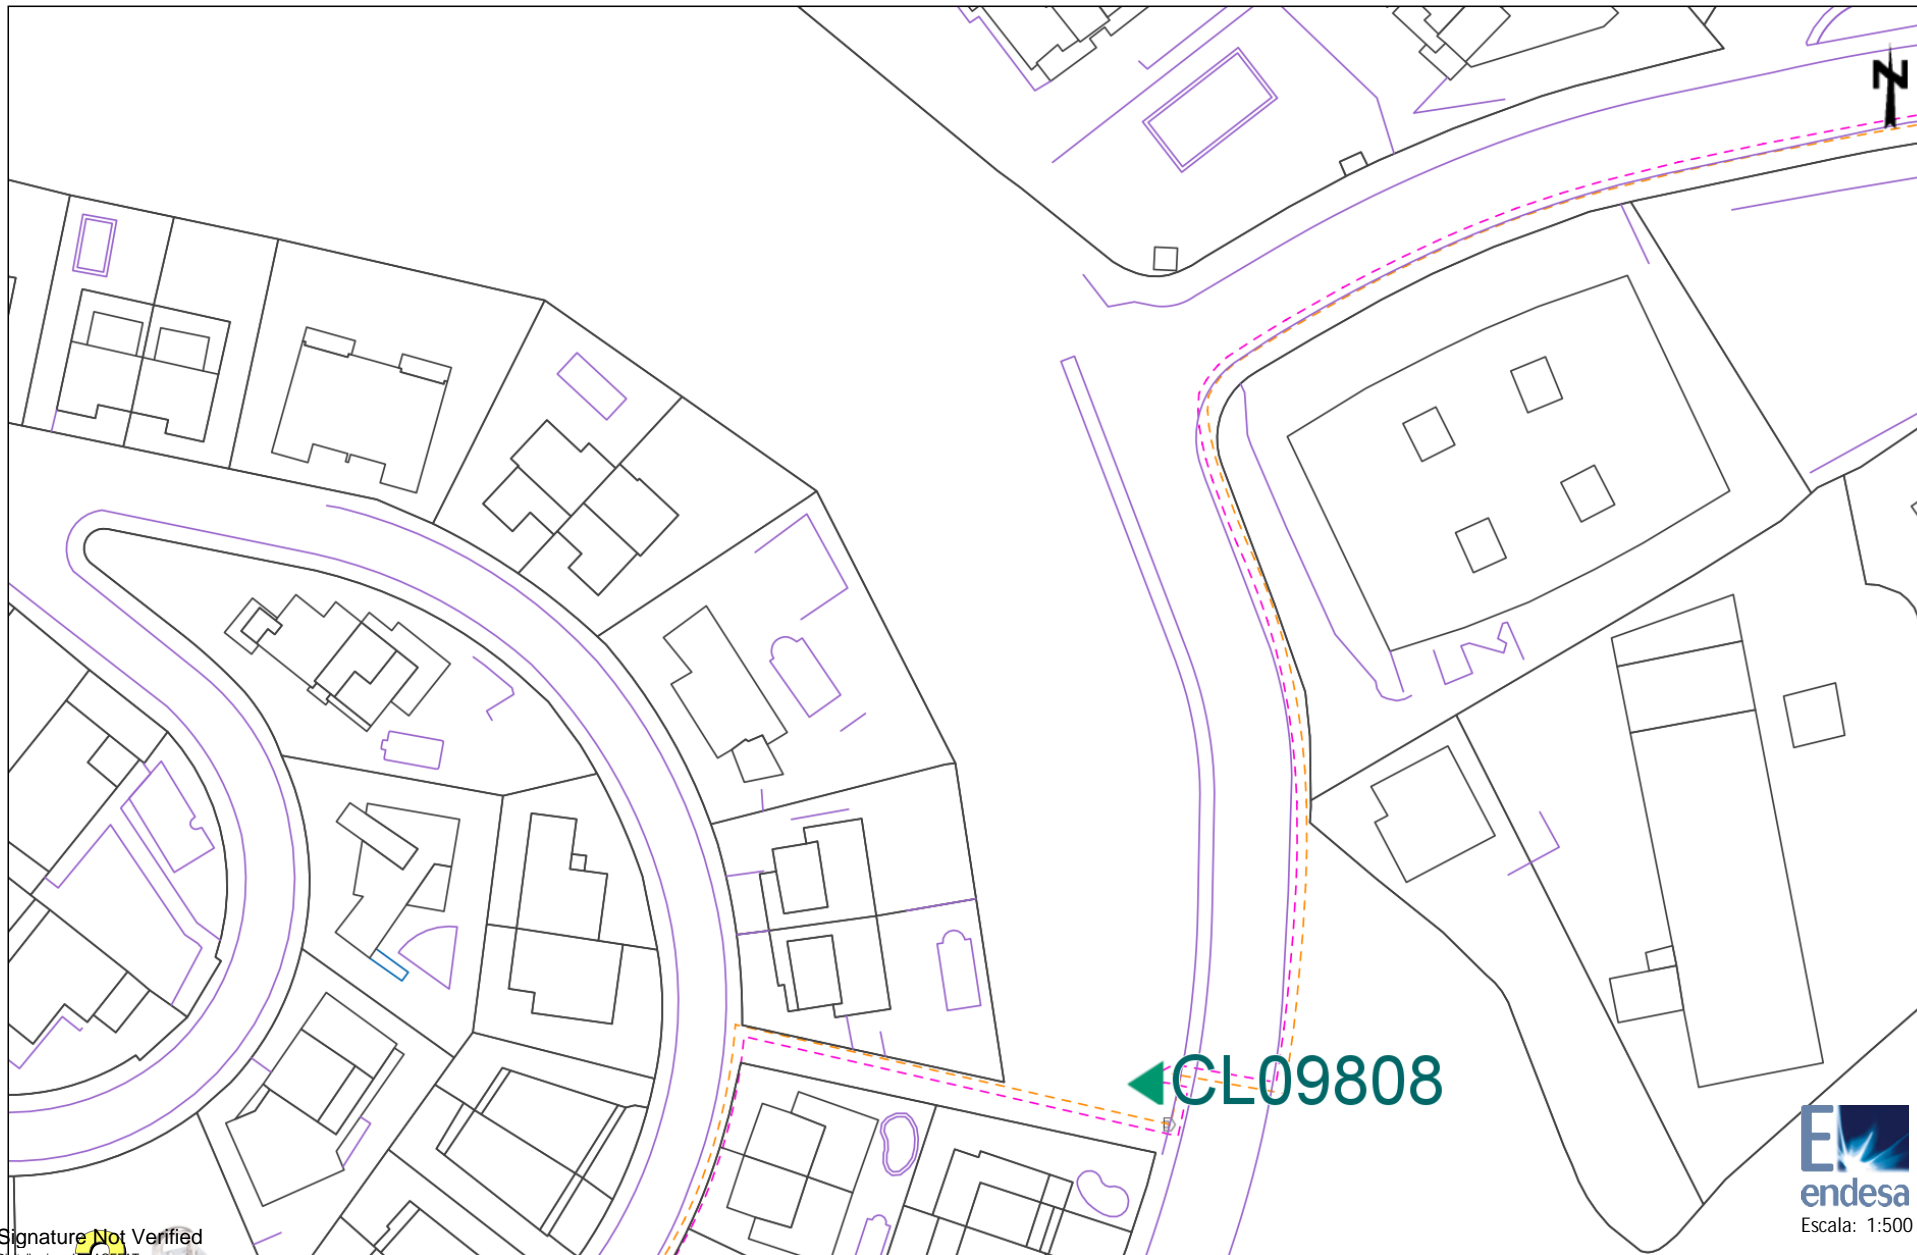 N
CL09808
endesa
Escala: 1:500
Signature Not Verified